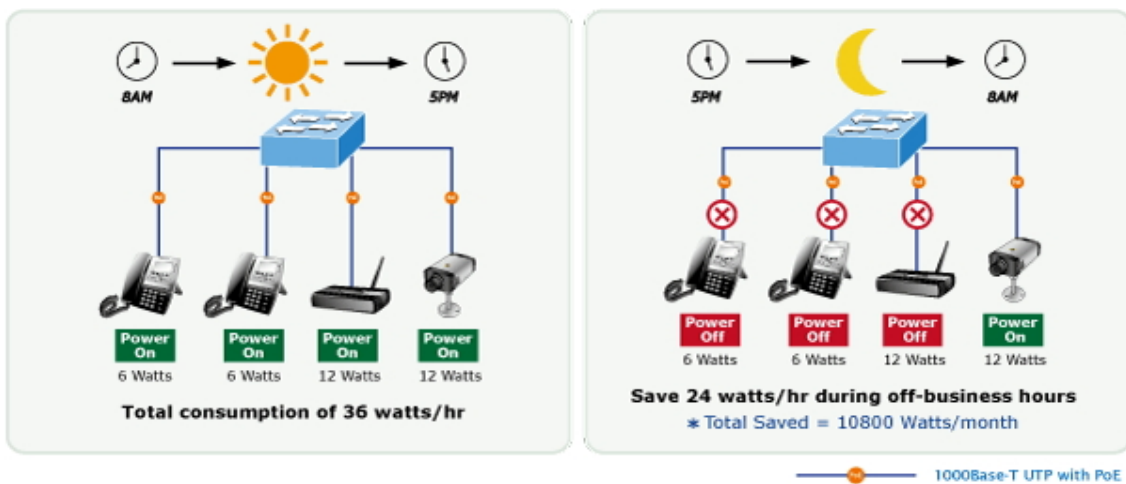 8AM
5PM
Power
On
Power
On
Power
On
Power
On
6 Watts
6 Watts
12 Watts
12 Watts
Total consumption of 36 watts/hr
5PM
8AM
Power
Off
Power
Off
Power
Off
Power
On
6 Watts
6 Watts
12 Watts
12 Watts
Save 24 watts/hr during off-business hours
* Total Saved = 10800 Watts/month
1000Base-T UTP with PoE